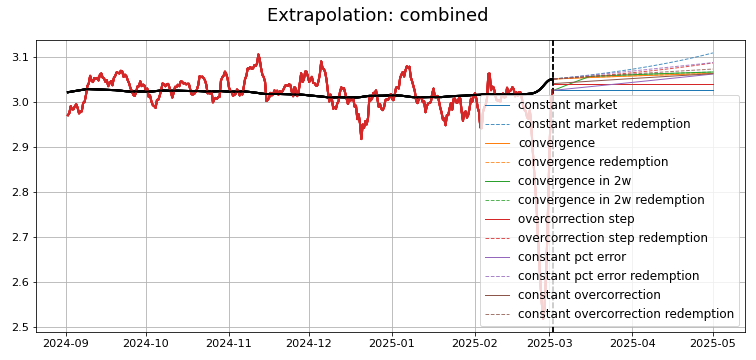 Extrapolation: combined
3.1
3.0
2.9
2.8
2.7
2.6
2.5
constant market
constant market redemption
convergence
convergence redemption
convergence in 2w
convergence in 2w redemption
overcorrection step
overcorrection step redemption
constant pct error
constant pct error redemption
constant overcorrection
constant overcorrection redemption
2024-09 2024-10 2024-11 2024-12 2025-01 2025-02 2025-03 2025-04 2025-05